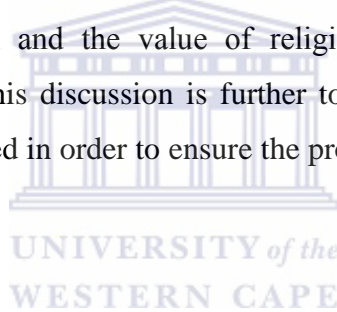 and the value of religi
his discussion is further to
ed in order to ensure the pro
UNIVERSITY of the
WESTERN CAPE